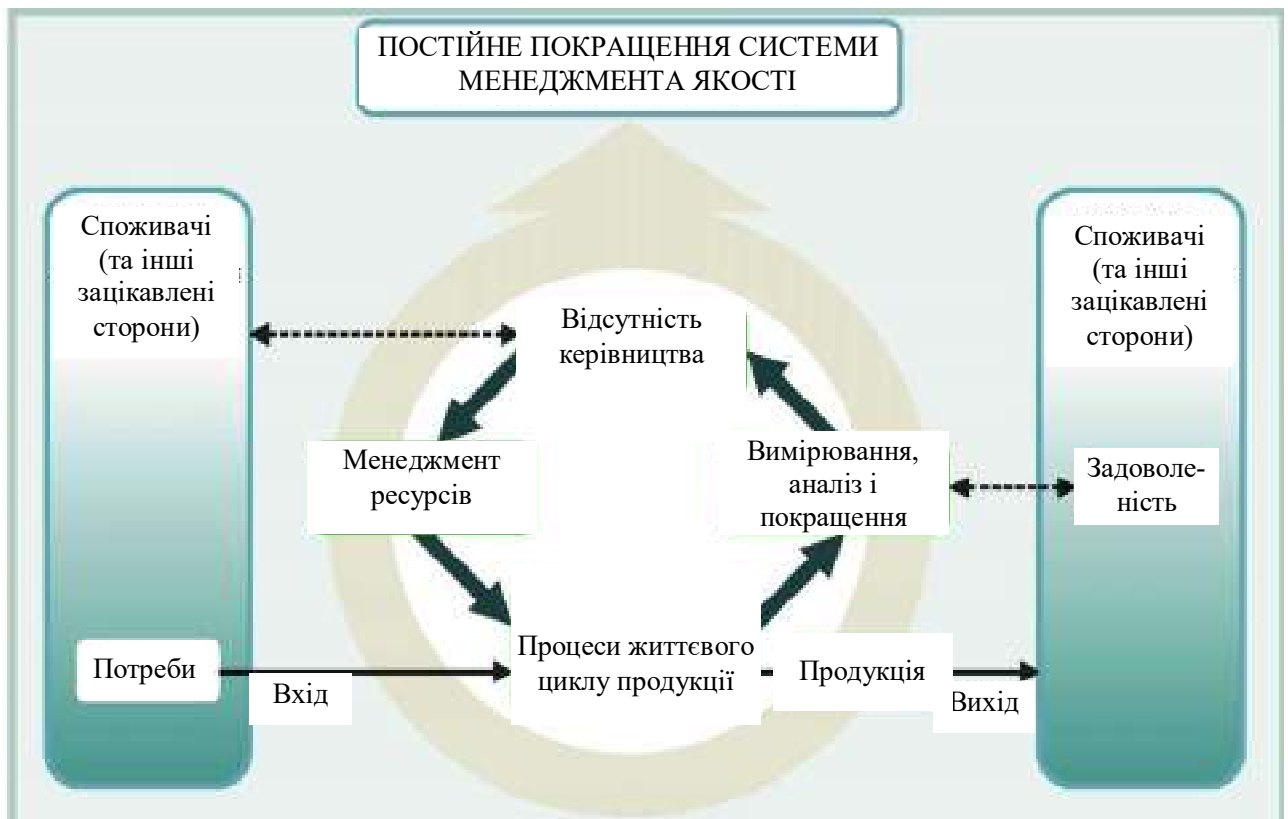 ПОСТІЙНЕ ПОКРАЩЕННЯ СИСТЕМИ
МЕНЕДЖМЕНТА ЯКОСТІ
Споживачі
(та інші
зацікавлені
сторони)
Відсутність
керівництва
Споживачі
(та інші
зацікавлені
сторони)
Менеджмент
ресурсів
Вимірювання,
аналіз і
покращення
Задоволе-
ність
Потреби
Вхід
Процеси життєвого
циклу продукції
Продукція
Вихід